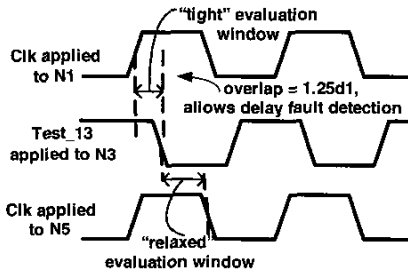 “tight” evaluation
window
Clk applied
to N1
overlap = 1.25d1,
allows delay fault detection
Test_13
applied to N3
Clk applied
to N5
“relaxed”
evaluation window